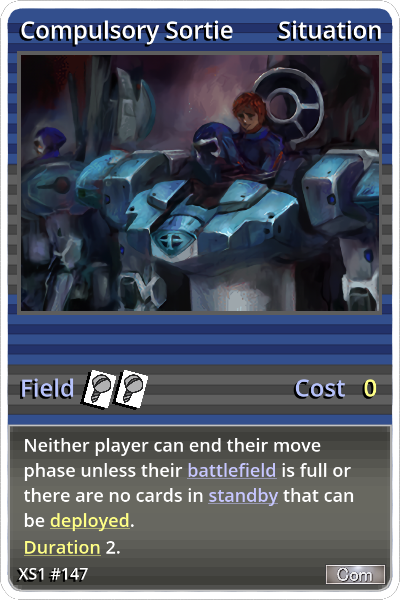 Compulsory Sortie Situation
Field Cost 0
Neither player can end their move
phase unless their battlefield is full or
there are no cards in standby that can
be deployed.
Duration 2.
XS1 #147 Com